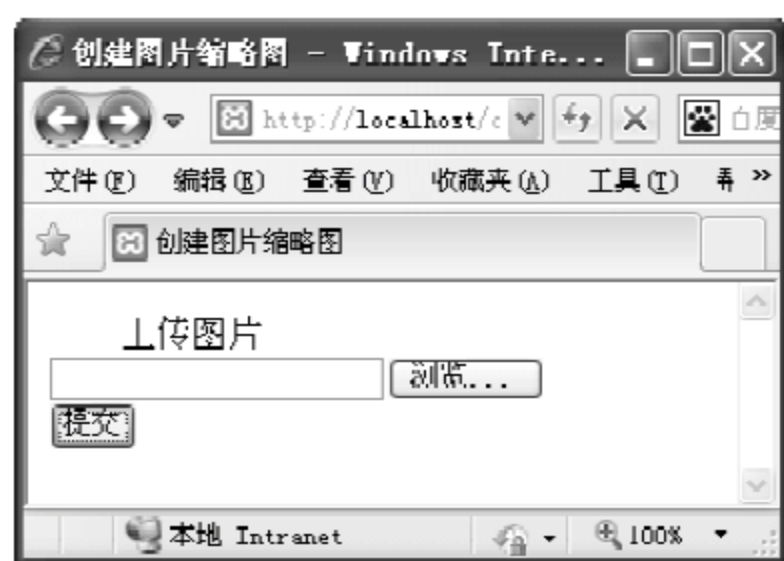 创建图片缩略图 - Windows Inte...
http://localhost/c 百度
文件(F) 编辑(E) 查看(V) 收藏夹(A) 工具(T) »
创建图片缩略图
上传图片
浏览...
提交
本地 Intranet 100%